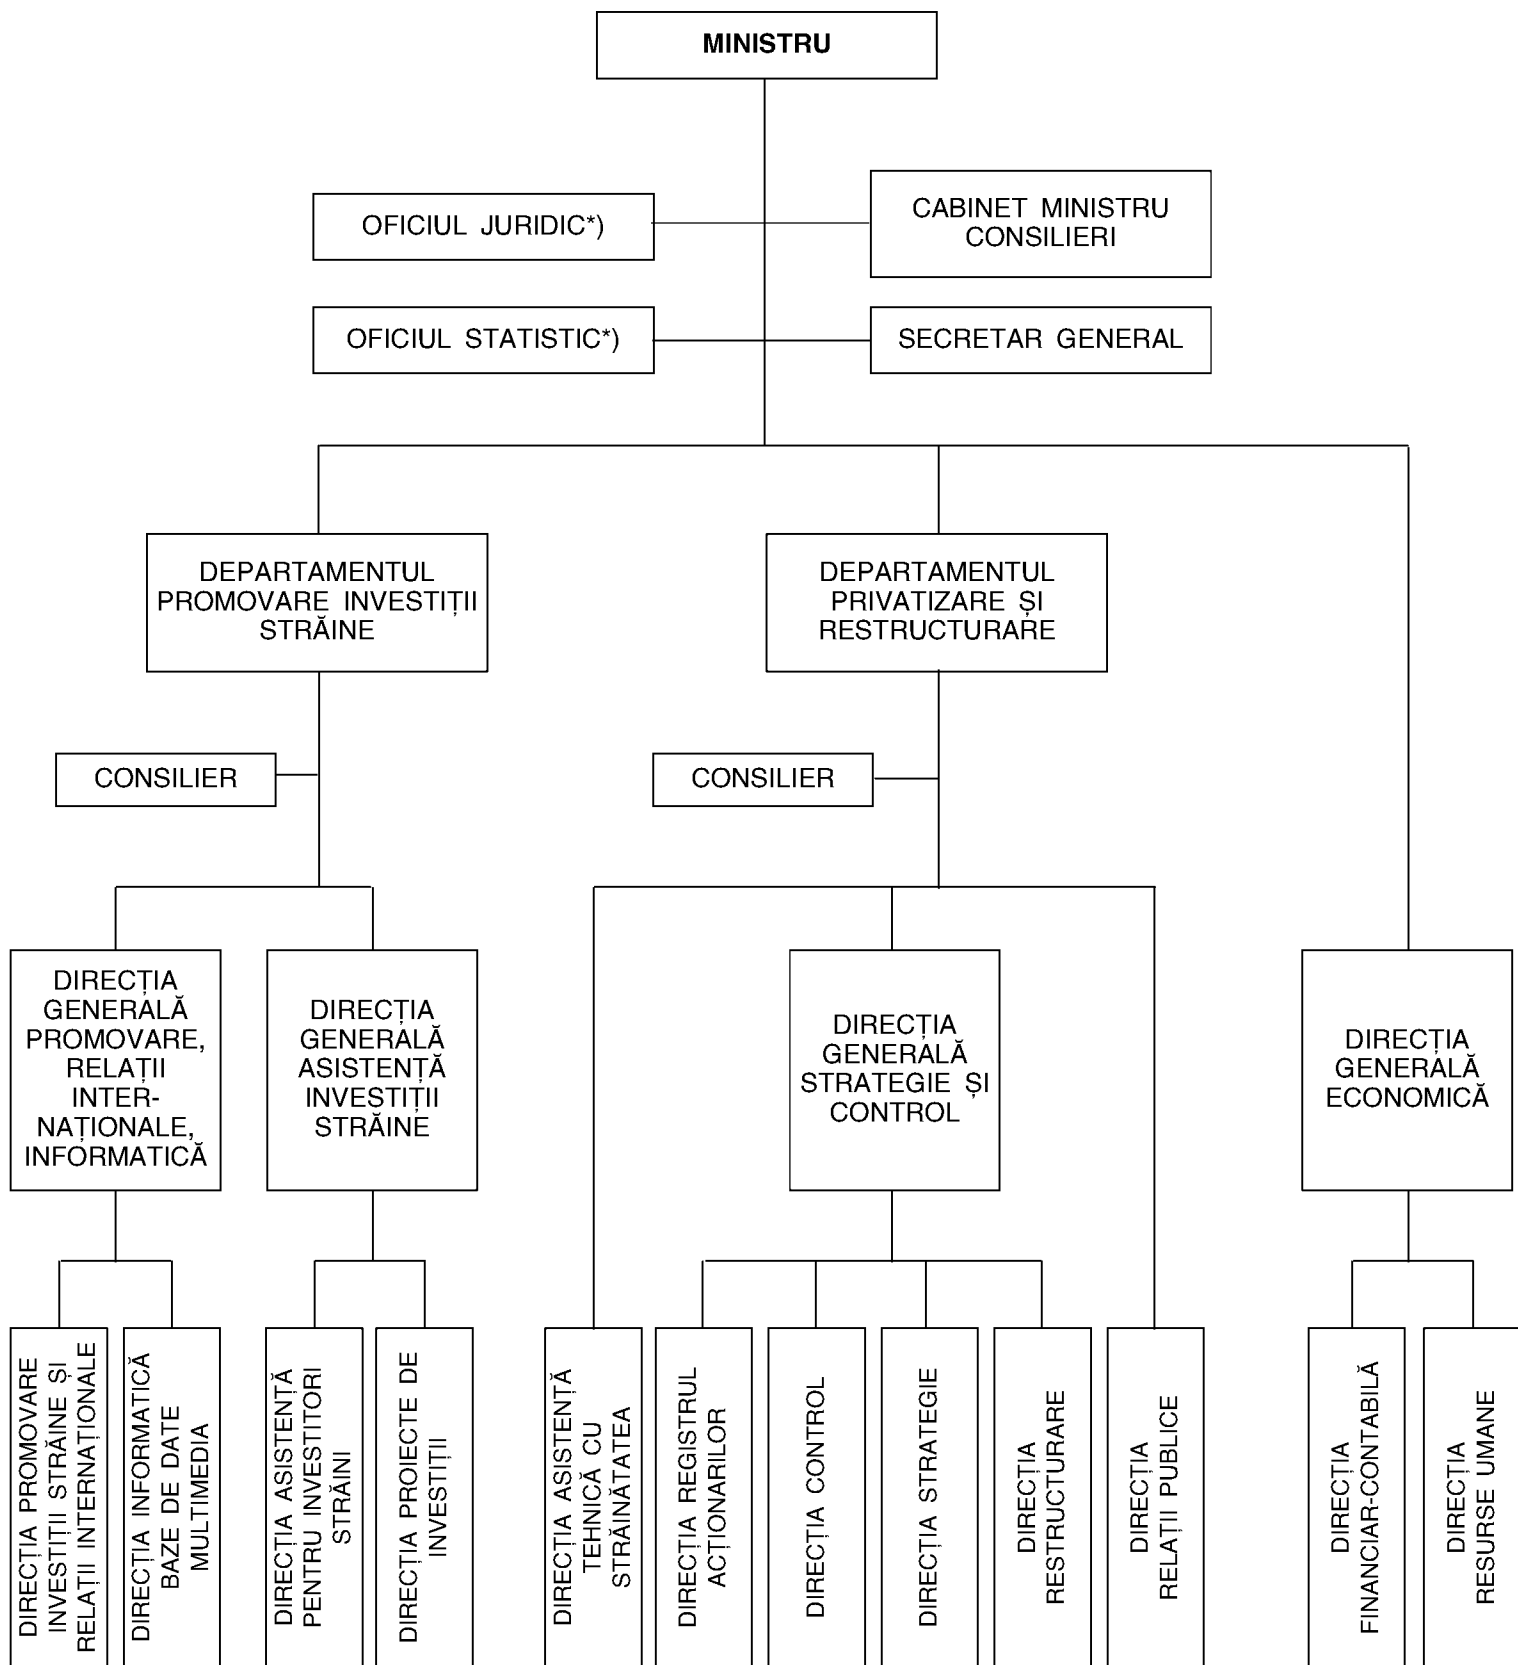 MINISTRU
OFICIUL JURIDIC*)
CABINET MINISTRU
CONSILIERI
OFICIUL STATISTIC*)
SECRETAR GENERAL
DEPARTAMENTUL
PROMOVARE INVESTIȚII
STRĂINE
DEPARTAMENTUL
PRIVATIZARE ȘI
RESTRUCTURARE
CONSILIER
CONSILIER
DIRECȚIA
GENERALĂ
PROMOVARE,
RELAȚII
INTER-
NAȚIONALE,
INFORMATICĂ
DIRECȚIA
GENERALĂ
ASISTENȚĂ
INVESTIȚII
STRĂINE
DIRECȚIA
GENERALĂ
STRATEGIE ȘI
CONTROL
DIRECȚIA
GENERALĂ
ECONOMICĂ
DIRECȚIA PROMOVARE
INVESTIȚII STRĂINE ȘI
RELAȚII INTERNAȚIONALE
DIRECȚIA INFORMATICĂ
BAZE DE DATE
MULTIMEDIA
DIRECȚIA ASISTENȚĂ
PENTRU INVESTITORI
STRĂINI
DIRECȚIA PROIECTE DE
INVESTIȚII
DIRECȚIA ASISTENȚĂ
TEHNICĂ CU
STRĂINĂTATEA
DIRECȚIA REGISTRUL
ACȚIONARILOR
DIRECȚIA CONTROL
DIRECȚIA STRATEGIE
DIRECȚIA
RESTRUCTURARE
DIRECȚIA
RELAȚII PUBLICE
DIRECȚIA
FINANCIAR-CONTABILĂ
DIRECȚIA
RESURSE UMANE